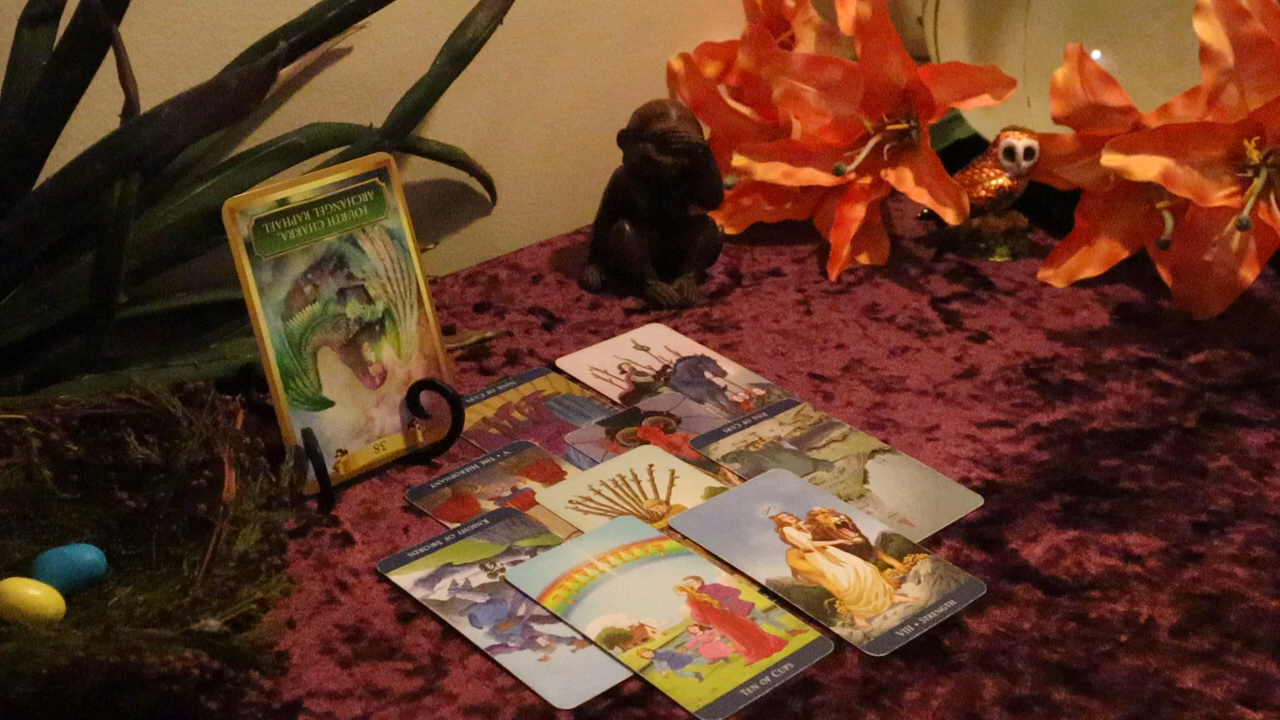 FOURTH CHAKRA,
ARCHANGEL RAPHAEL
38
FIVE OF CUPS
V • THE HIEROPHANT
KNIGHT OF SWORDS
VIII • STRENGTH
TEN OF CUPS